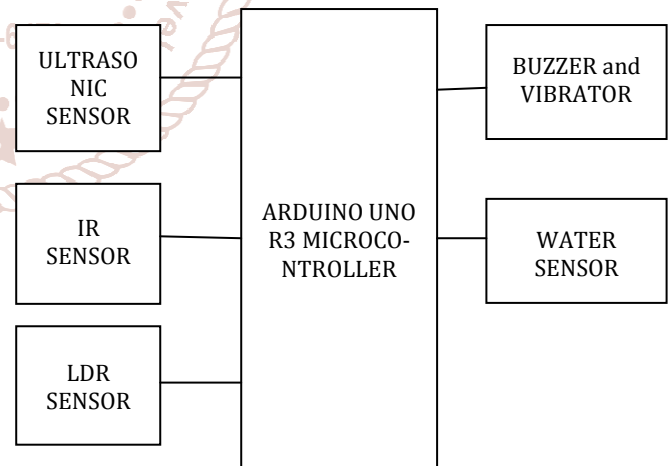 ULTRASO
NIC
SENSOR
IR
SENSOR
LDR
SENSOR
ARDUINO UNO
R3 MICROCO-
NTROLLER
BUZZER and
VIBRATOR
WATER
SENSOR